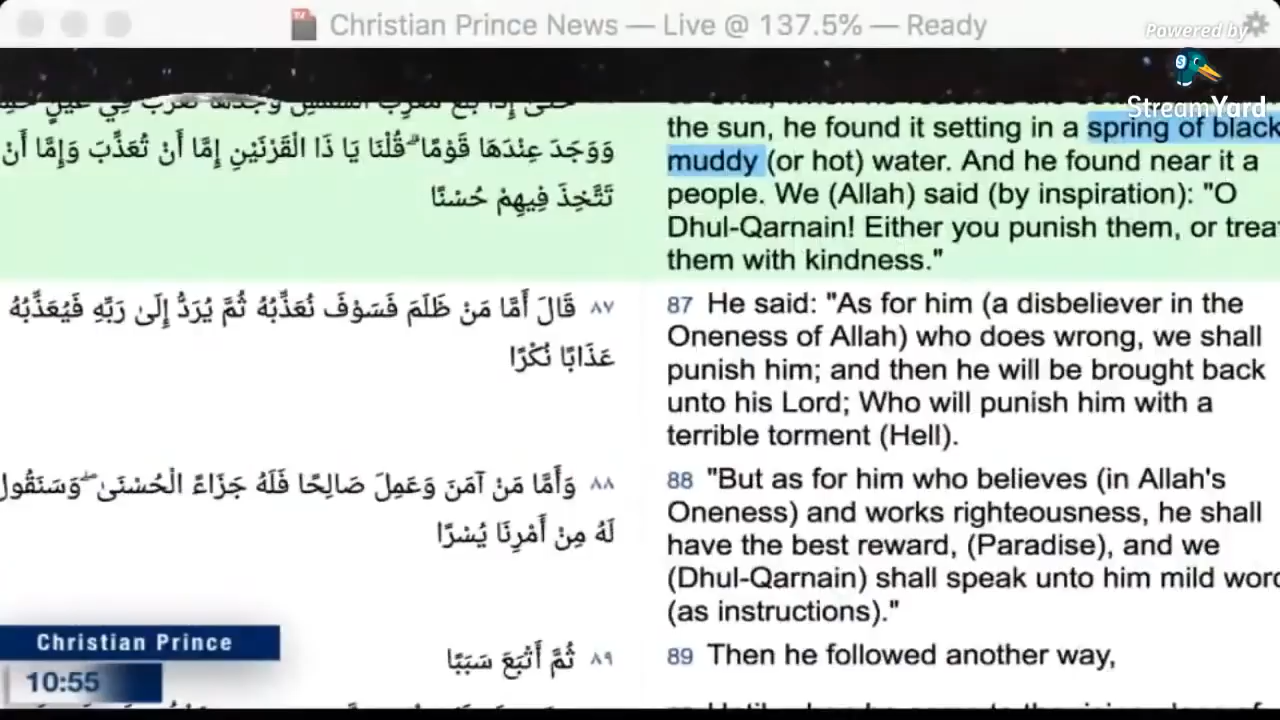 Christian Prince News — Live @ 137.5% — Ready
Powered by
StreamYard
وَوَجَدَ عِنْدَهَا قَوْمًا ۗ قُلْنَا يَا ذَا الْقَرْنَيْنِ إِمَّا أَنْ تُعَذِّبَ وَإِمَّا أَنْ
تَتَّخِذَ فِيهِمْ حُسْنًا
the sun, he found it setting in a spring of black
muddy (or hot) water. And he found near it a
people. We (Allah) said (by inspiration): "O
Dhul-Qarnain! Either you punish them, or trea
them with kindness."
٨٧ قَالَ أَمَّا مَنْ ظَلَمَ فَسَوْفَ نُعَذِّبُهُ ثُمَّ يُرَدُّ إِلَىٰ رَبِّهِ فَيُعَذِّبُهُ
عَذَابًا نُكْرًا
87 He said: "As for him (a disbeliever in the
Oneness of Allah) who does wrong, we shall
punish him; and then he will be brought back
unto his Lord; Who will punish him with a
terrible torment (Hell).
٨٨ وَأَمَّا مَنْ آمَنَ وَعَمِلَ صَالِحًا فَلَهُ جَزَاءً الْحُسْنَىٰ ۖ وَسَنَقُول
لَهُ مِنْ أَمْرِنَا يُسْرًا
88 "But as for him who believes (in Allah's
Oneness) and works righteousness, he shall
have the best reward, (Paradise), and we
(Dhul-Qarnain) shall speak unto him mild word
(as instructions)."
٨٩ ثُمَّ أَتْبَعَ سَبَبًا
89 Then he followed another way,
Christian Prince
10:55